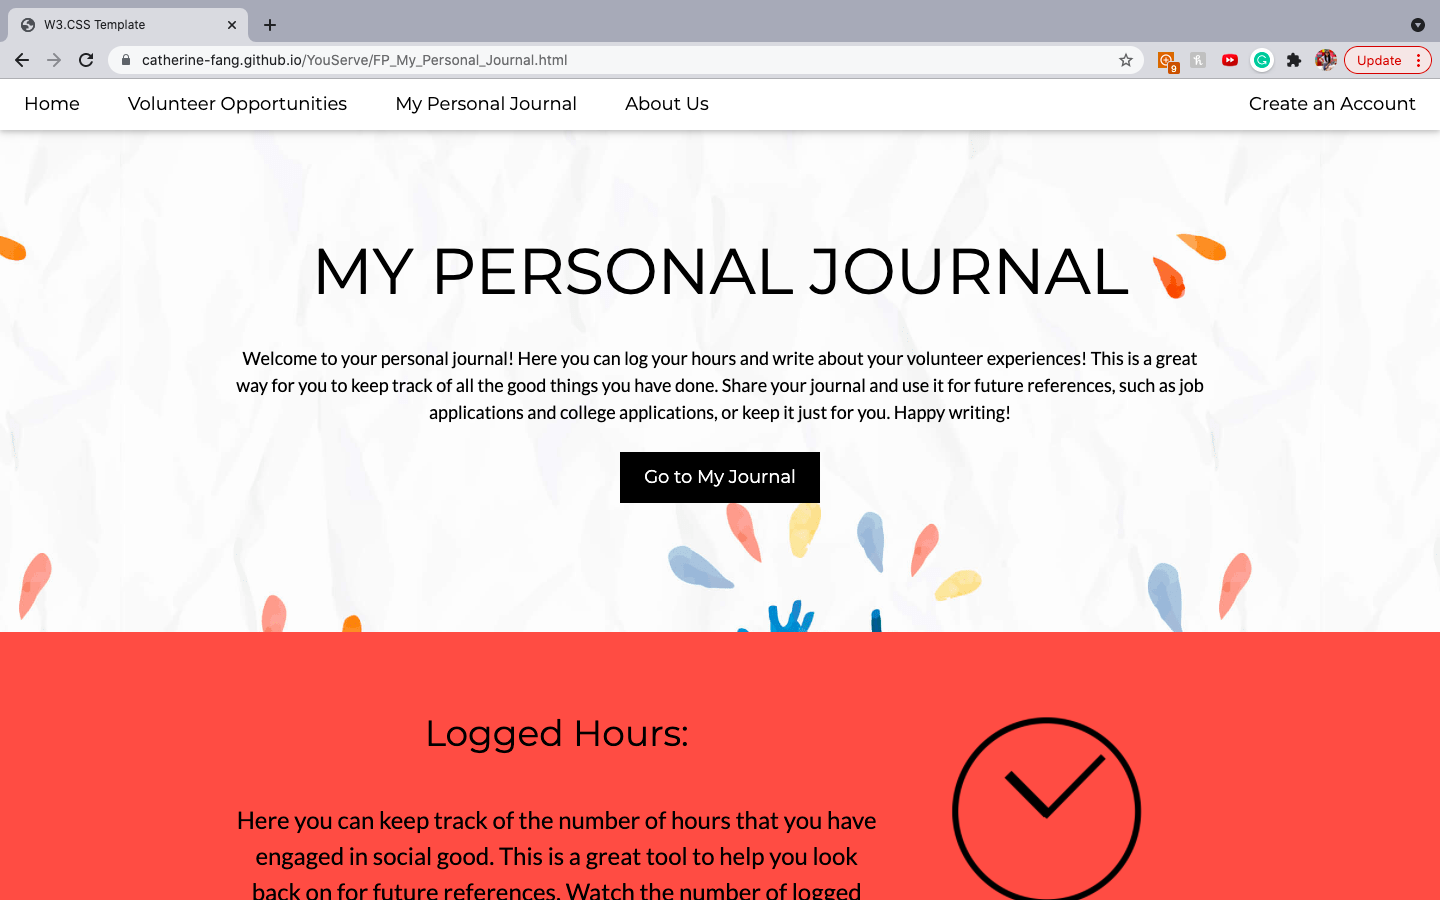 W3.CSS Template
catherine-fang.github.io/YouServe/FP_My_Personal_Journal.html
9
Update
Home
Volunteer Opportunities
My Personal Journal
About Us
Create an Account
MY PERSONAL JOURNAL
Welcome to your personal journal! Here you can log your hours and write about your volunteer experiences! This is a great
way for you to keep track of all the good things you have done. Share your journal and use it for future references, such as job
applications and college applications, or keep it just for you. Happy writing!
Go to My Journal
Logged Hours:
Here you can keep track of the number of hours that you have
engaged in social good. This is a great tool to help you look
back on for future references. Watch the number of logged